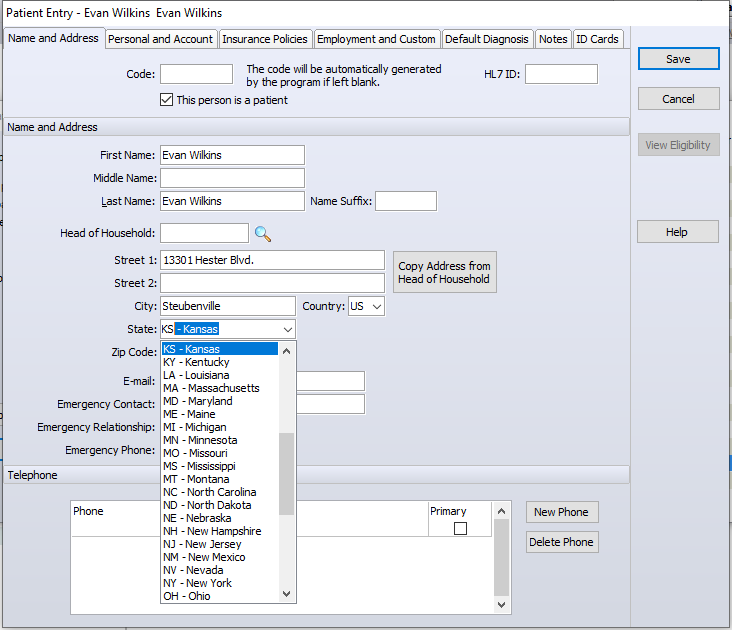 Patient Entry - Evan Wilkins  Evan Wilkins
Name and Address
Personal and Account
Insurance Policies
Employment and Custom
Default Diagnosis
Notes
ID Cards
Code:
The code will be automatically generated
by the program if left blank.
HL7 ID:
This person is a patient
Save
Cancel
View Eligibility
Help
Name and Address
First Name: Evan Wilkins
Middle Name:
Last Name: Evan Wilkins
Name Suffix:
Head of Household:
Street 1: 13301 Hester Blvd.
Copy Address from
Head of Household
Street 2:
City: Steubenville
Country: US
State: KS - Kansas
Zip Code:
E-mail:
Emergency Contact:
Emergency Relationship:
Emergency Phone:
KS - Kansas
KY - Kentucky
LA - Louisiana
MA - Massachusetts
MD - Maryland
ME - Maine
MI - Michigan
MN - Minnesota
MO - Missouri
MS - Mississippi
MT - Montana
NC - North Carolina
ND - North Dakota
NE - Nebraska
NH - New Hampshire
NJ - New Jersey
NM - New Mexico
NV - Nevada
NY - New York
OH - Ohio
Telephone
Phone
Primary
New Phone
Delete Phone